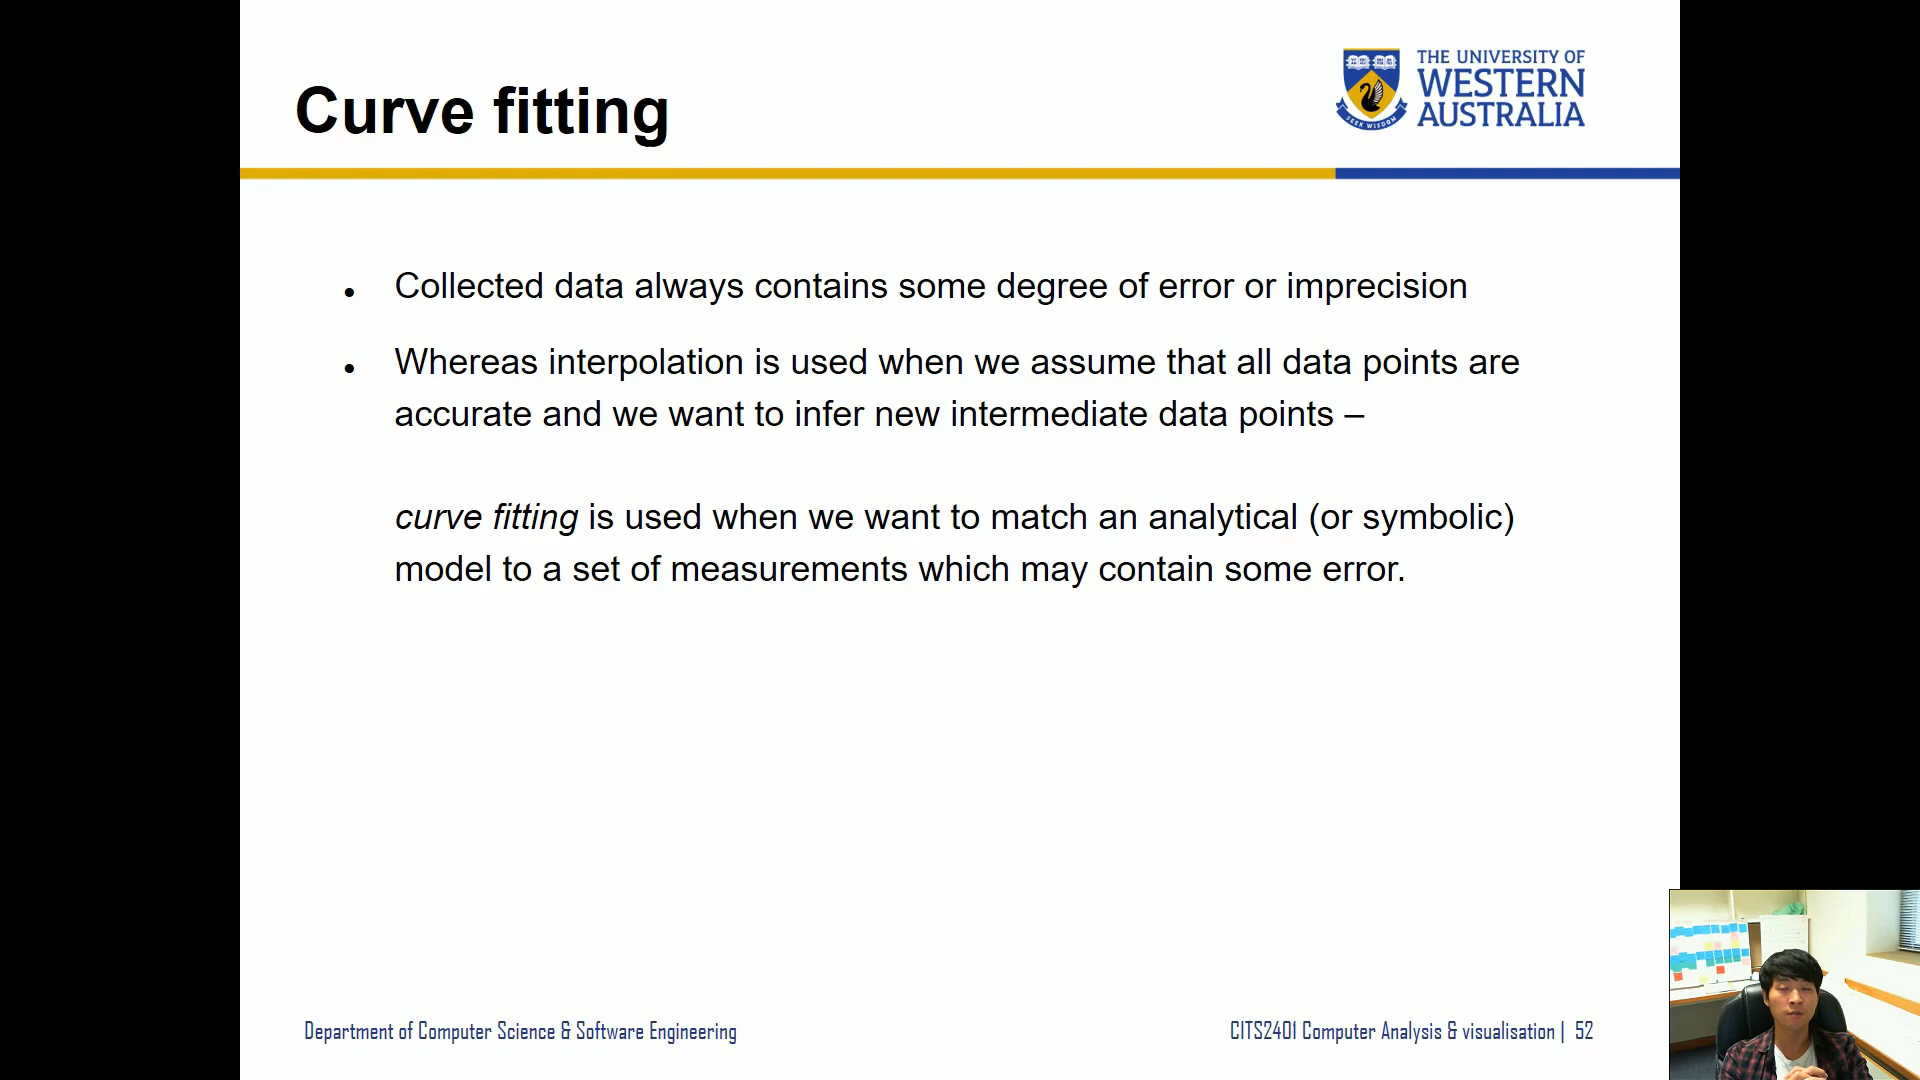 Curve fitting
THE UNIVERSITY OF
WESTERN
AUSTRALIA
SEEK WISDOM
Collected data always contains some degree of error or imprecision
Whereas interpolation is used when we assume that all data points are
accurate and we want to infer new intermediate data points –
curve fitting is used when we want to match an analytical (or symbolic)
model to a set of measurements which may contain some error.
Department of Computer Science & Software Engineering
CITS2401 Computer Analysis & visualisation | 52